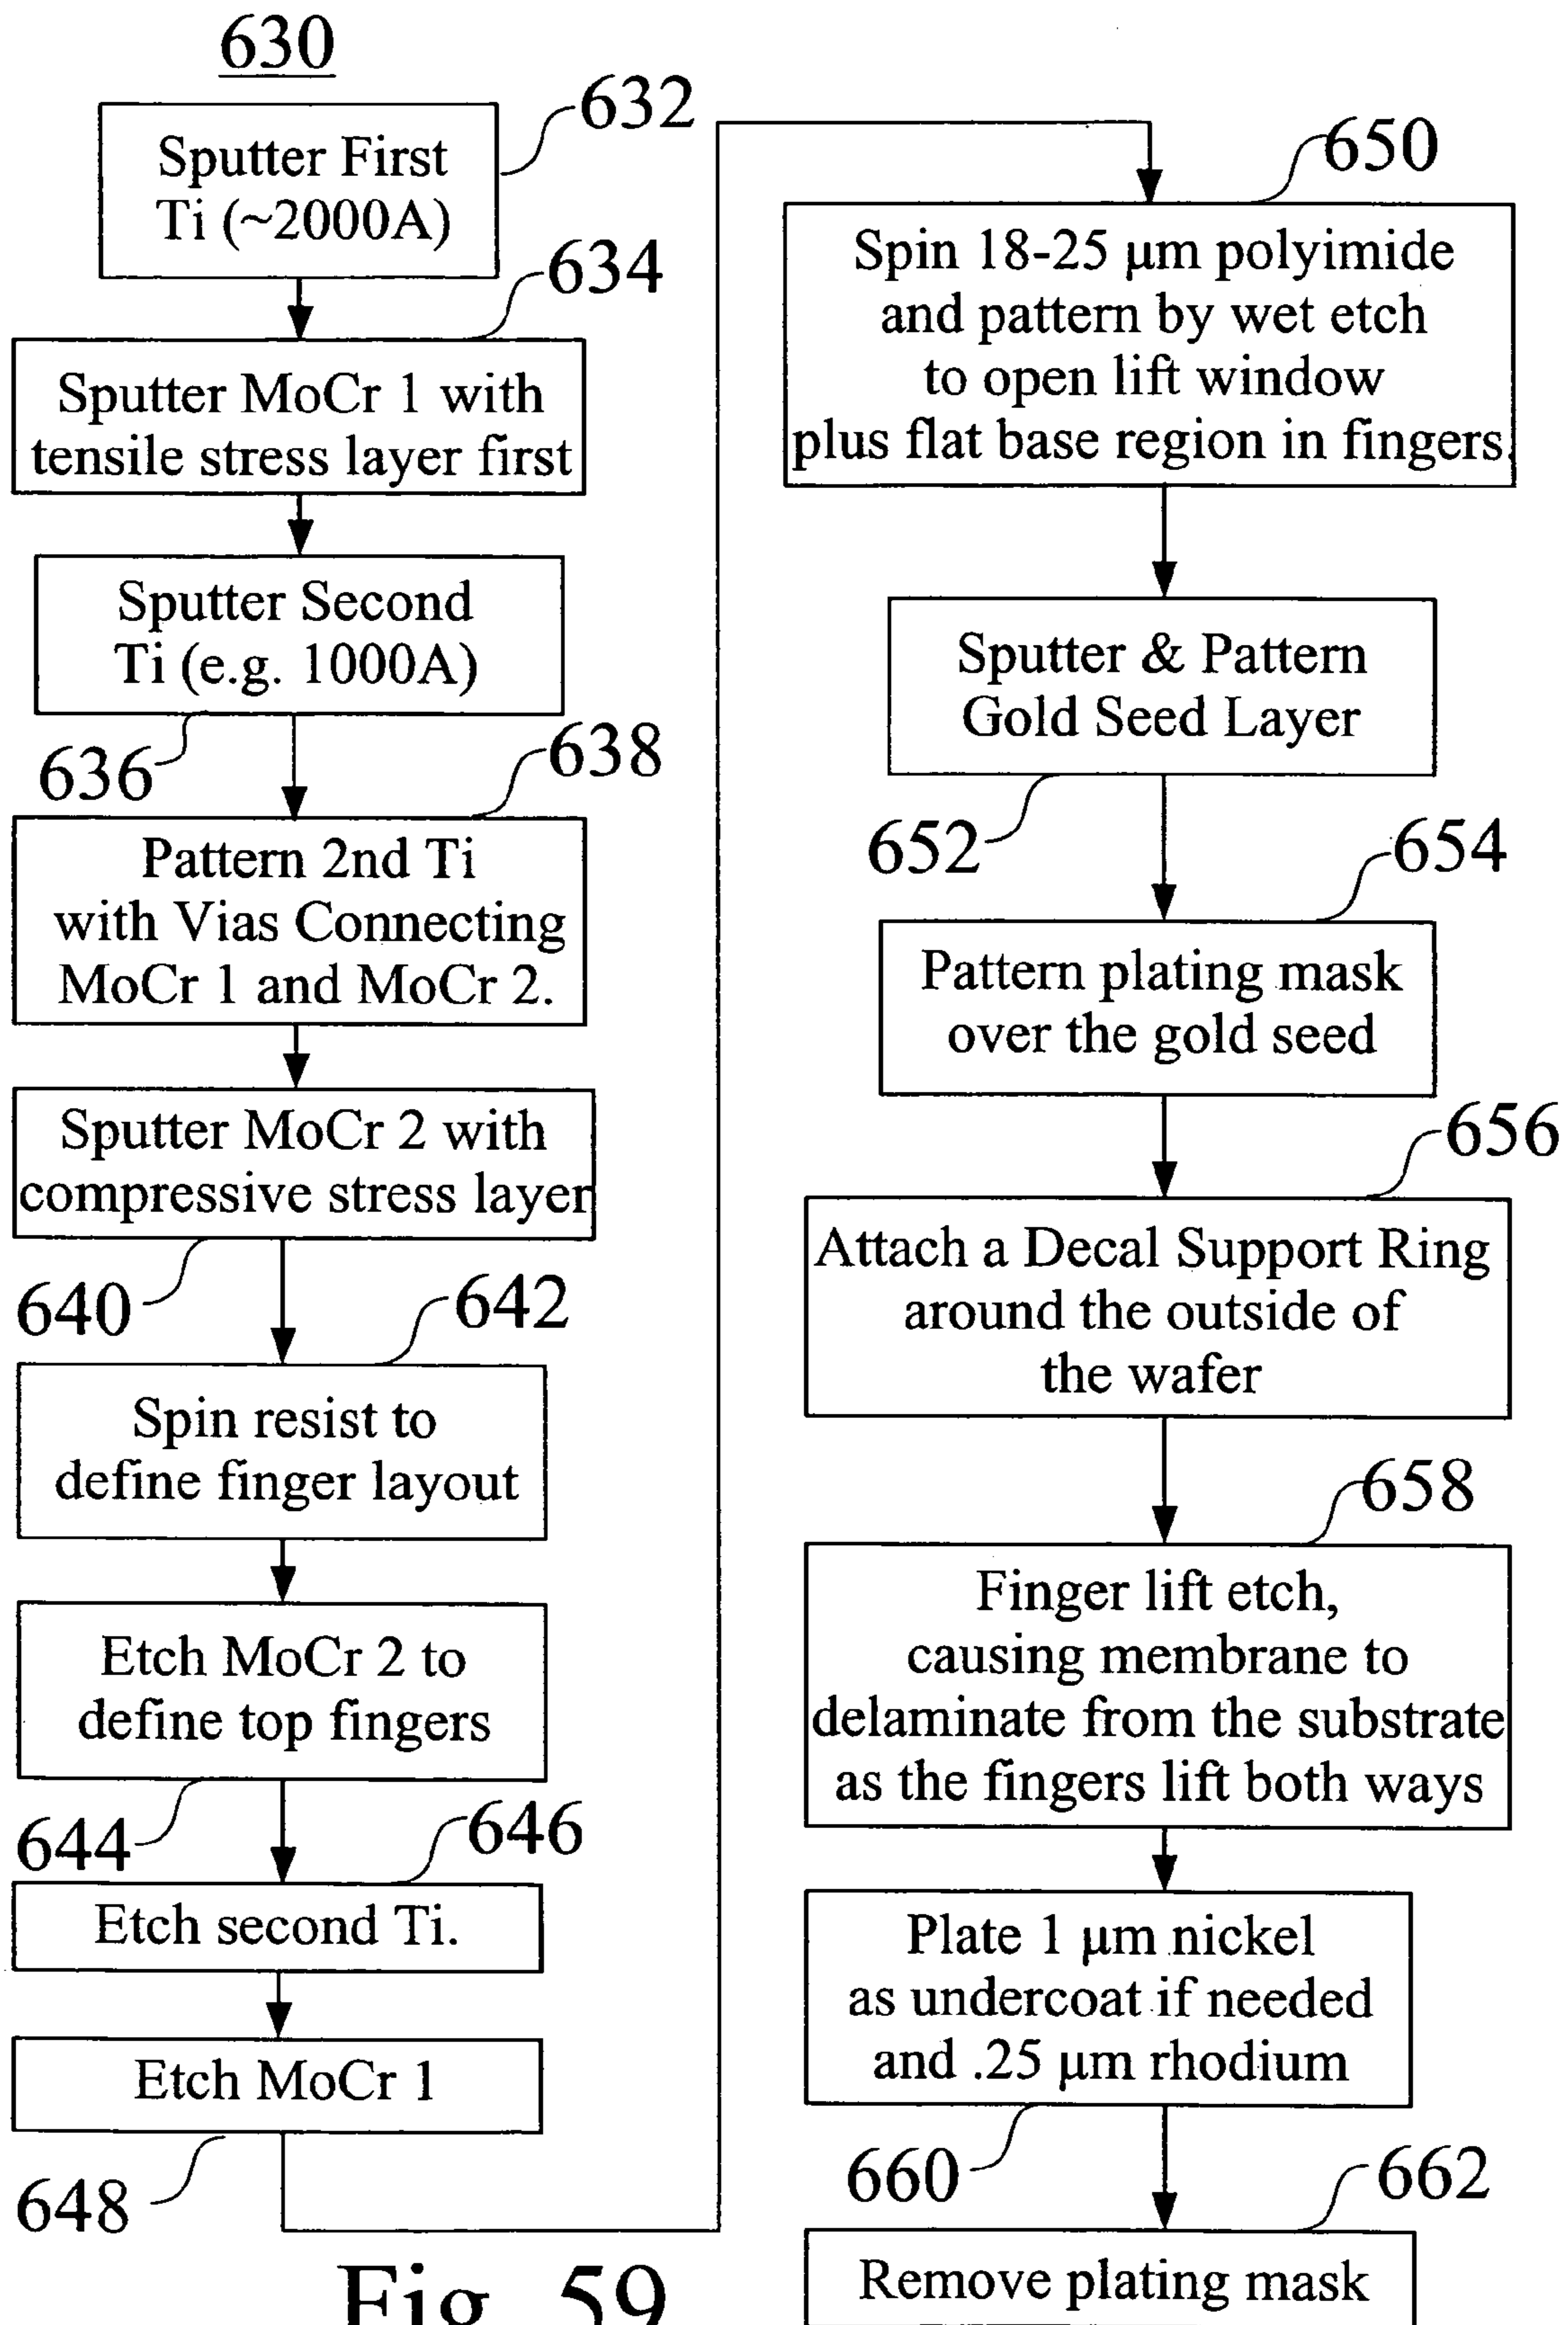 630
632
Sputter First
Ti (~2000A)
634
Sputter MoCr 1 with
tensile stress layer first
Sputter Second
Ti (e.g. 1000A)
636
638
Pattern 2nd Ti
with Vias Connecting
MoCr 1 and MoCr 2.
Sputter MoCr 2 with
compressive stress layer
640
642
Spin resist to
define finger layout
Etch MoCr 2 to
define top fingers
644
646
Etch second Ti.
Etch MoCr 1
648
650
Spin 18-25 μm polyimide
and pattern by wet etch
to open lift window
plus flat base region in fingers.
Sputter & Pattern
Gold Seed Layer
652
654
Pattern plating mask
over the gold seed
656
Attach a Decal Support Ring
around the outside of
the wafer
658
Finger lift etch,
causing membrane to
delaminate from the substrate
as the fingers lift both ways
Plate 1 μm nickel
as undercoat if needed
and .25 μm rhodium
660
662
Remove plating mask
Fig. 59